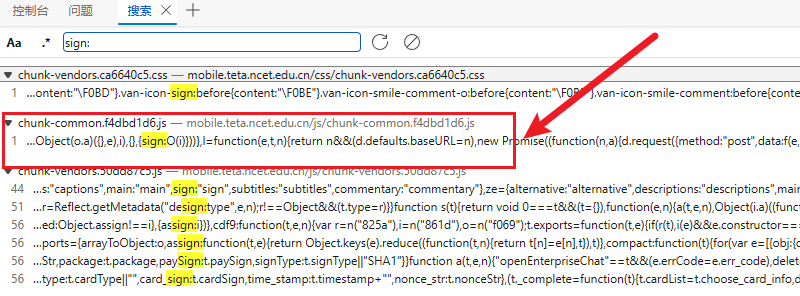 控制台 问题 搜索
Aa .* sign:
chunk-vendors.ca6640c5.css — mobile.teta.ncet.edu.cn/css/chunk-vendors.ca6640c5.css
1 …ontent:"\F0BD"}.van-icon-sign:before{content:"\F0BE"}.van-icon-smile-comment-o:before{content:"\F0BF"}.van-icon-smile-comment:before
chunk-common.f4dbd1d6.js — mobile.teta.ncet.edu.cn/js/chunk-common.f4dbd1d6.js
1 …Object(o.a)({},e),i),{},{sign:O(i)}))},l=function(e,t,n){return n&&(d.defaults.baseURL=n),new Promise((function(n,a){d.request({method:"post",data:f(e,
chunk-vendors.50dd87c5.js — mobile.teta.ncet.edu.cn/js/chunk-vendors.50dd87c5.js
44 …s:"captions",main:"main",sign:"sign",subtitles:"subtitles",commentary:"commentary"},ze={alternative:"alternative",descriptions:"descriptions",main
51 …r=Reflect.getMetadata("design:type",e,n);r!==Object&&(t.type=r)}}function s(t){return void 0===t&&(t={}),function(e,n){a(t,e,n),Object(i.a)((funct
56 …ed:Object.assign!==i},{assign:i})},cdf9:function(t,e,n){var r=n("825a"),i=n("861d"),o=n("f069");t.exports=function(t,e){if(r(t),i(e)&&e.constructor==
56 …ports={arrayToObject:o,assign:function(t,e){return Object.keys(e).reduce((function(t,n){return t[n]=e[n],t}),t)},compact:function(t){for(var e=[{obj:{
56 …Str,package:t.package,paySign:t.paySign,signType:t.signType||"SHA1"}}function a(t,e,n){"openEnterpriseChat"==t&&(e.errCode=e.err_code),delet
56 …type:t.cardType||"",card_sign:t.cardSign,time_stampt:t.timestamp+"",nonce_str:t.nonceStr},(t._complete=function(t){t.cardList=t.choose_card_info,d